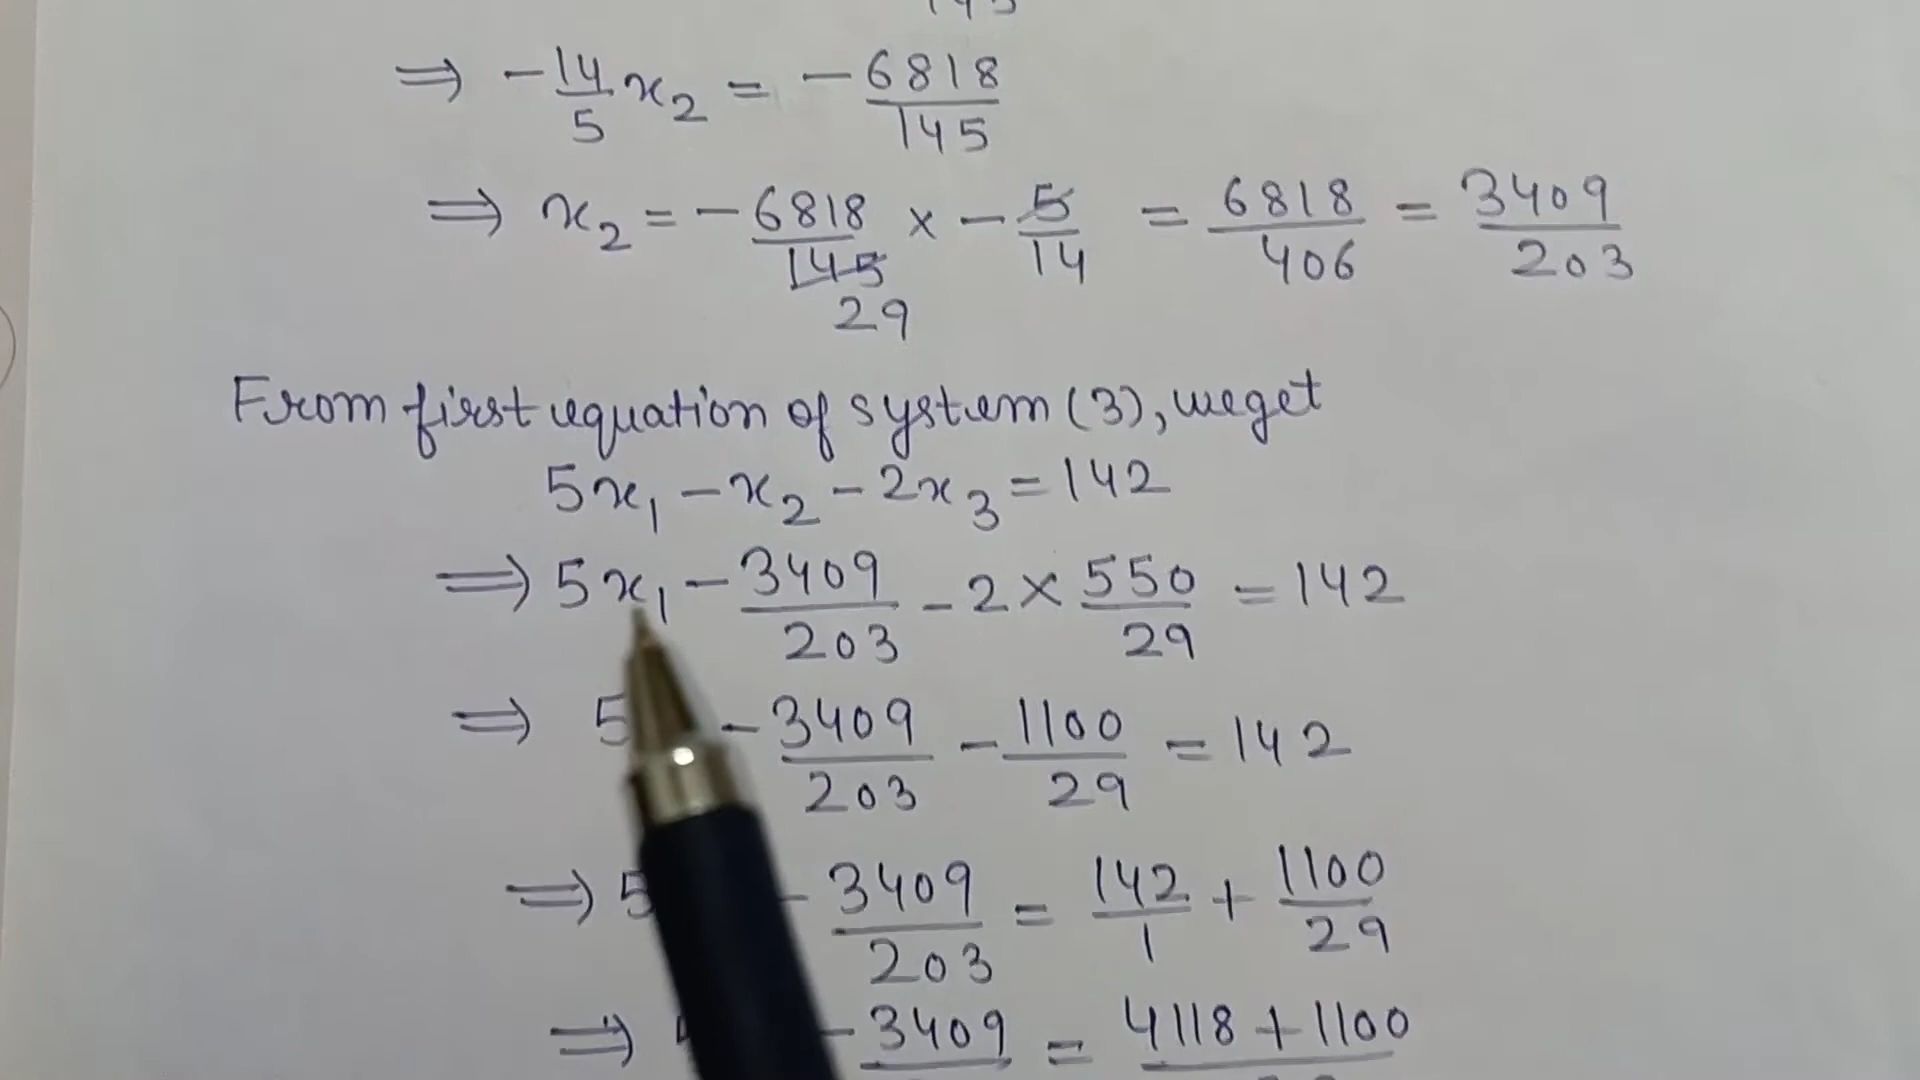 ⇒ -14/5 x₂ = -6818/145
⇒ x₂ = -6818/145 × -5/14 = 6818/406 = 3409/203
29
From first equation of system (3), we get
5x₁ - x₂ - 2x₃ = 142
⇒ 5x₁ - 3409/203 - 2 × 550/29 = 142
⇒ 5 - 3409/203 - 1100/29 = 142
⇒ 5 - 3409/203 = 142/1 + 1100/29
⇒ - 3409 = 4118 + 1100